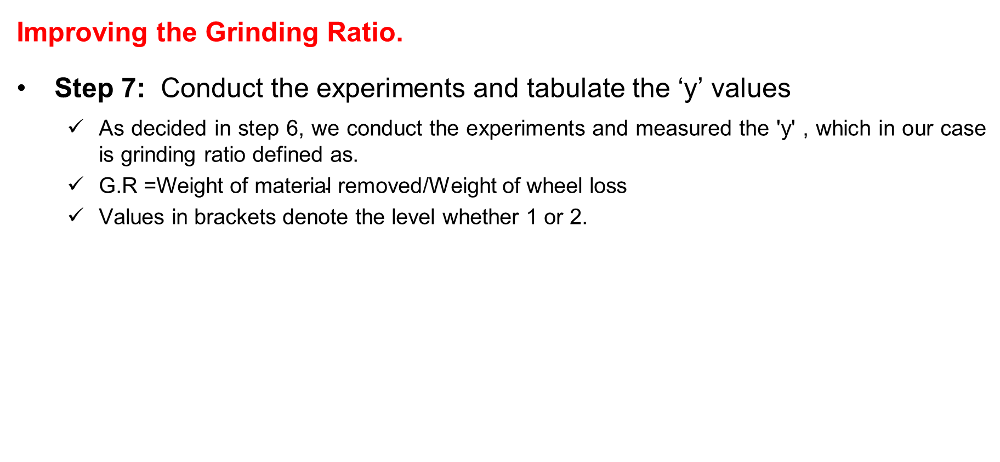 Improving the Grinding Ratio.
• Step 7: Conduct the experiments and tabulate the ‘y’ values
✓ As decided in step 6, we conduct the experiments and measured the 'y' , which in our case
is grinding ratio defined as.
✓ G.R =Weight of material removed/Weight of wheel loss
✓ Values in brackets denote the level whether 1 or 2.